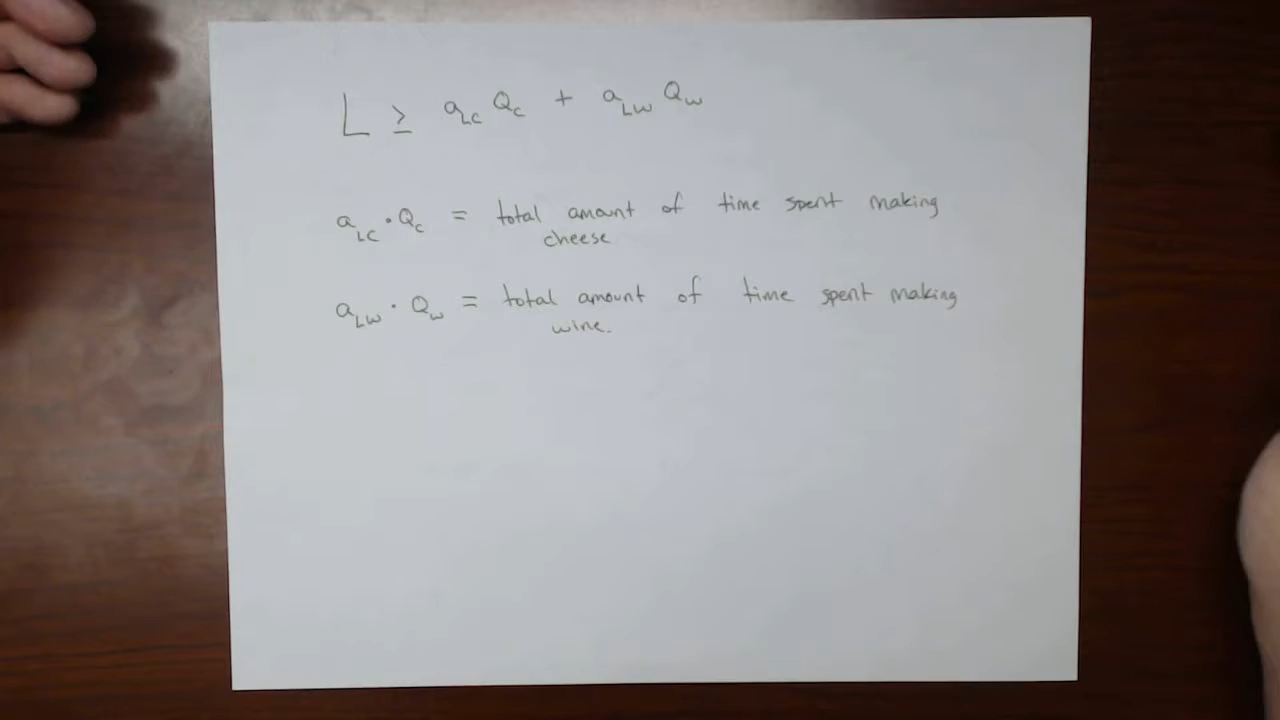 L ≥ a_LC Q_C + a_LW Q_W
a_LC · Q_C = total amount of time spent making
cheese
a_LW · Q_W = total amount of time spent making
wine.